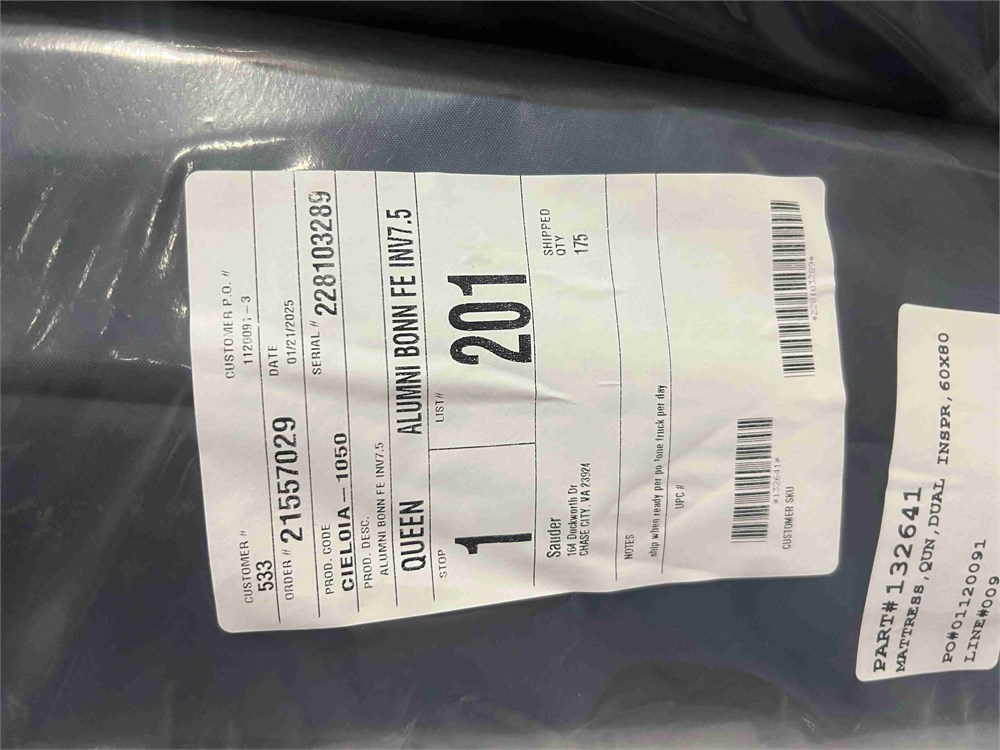 CUSTOMER #
533
CUSTOMER P.O. #
1120091-3
ORDER # 21557029
DATE
01/21/2025
PROD. CODE
CIELOIA-1050
SERIAL #
228103289
PROD. DESC.
ALUMNI BONN FE INV7.5
QUEEN ALUMNI BONN FE INV7.5
STOP
1
LIST#
201
Sauder
164 Duckworth Dr
CHASE CITY, VA 23924
SHIPPED
QTY
175
NOTES
ship when ready per po 1one truck per day
UPC #
*132641*
CUSTOMER SKU
*228103289*
PART# 132641
MATTRESS, QUN, DUAL INSPR, 60X80
PO#01120091
LINE#009